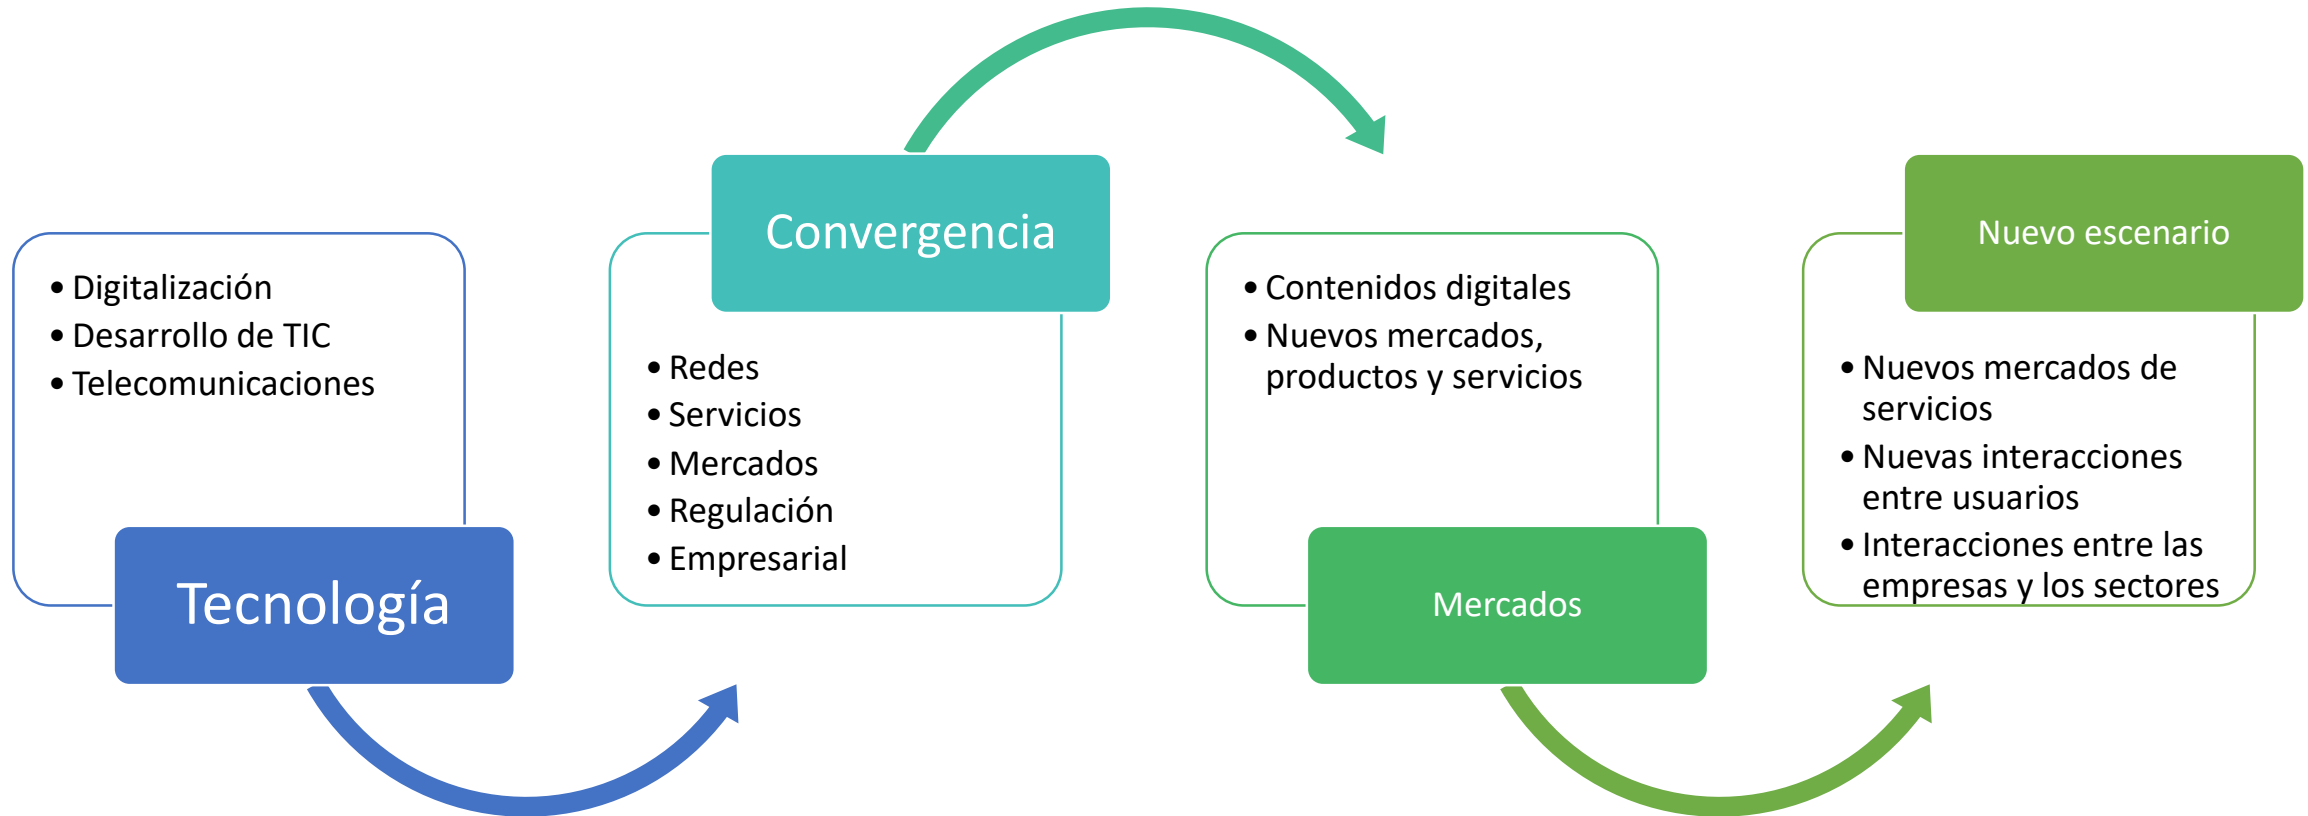 • Digitalización
• Desarrollo de TIC
• Telecomunicaciones
Tecnología
Convergencia
• Redes
• Servicios
• Mercados
• Regulación
• Empresarial
• Contenidos digitales
• Nuevos mercados,
productos y servicios
Mercados
Nuevo escenario
• Nuevos mercados de
servicios
• Nuevas interacciones
entre usuarios
• Interacciones entre las
empresas y los sectores